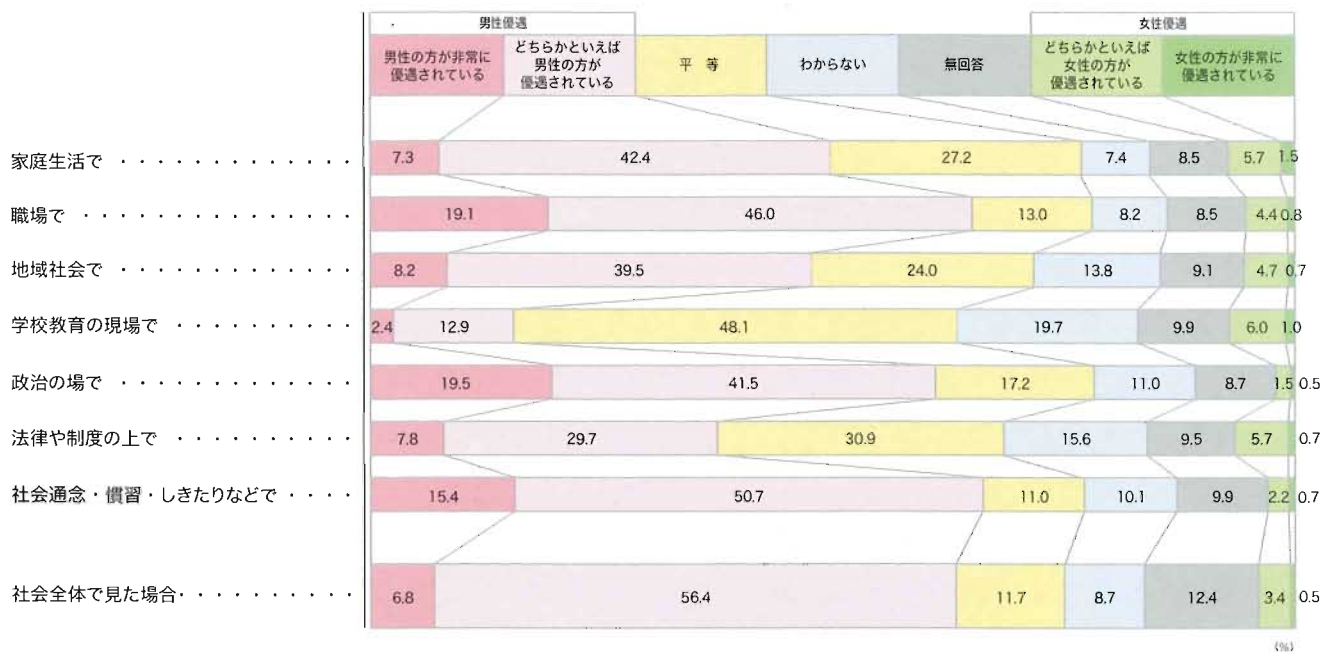 男性優遇 女性優遇
男性の方が非常に
優遇されている
どちらかといえば
男性の方が
優遇されている
平 等
わからない
無回答
どちらかといえば
女性の方が
優遇されている
女性の方が非常に
優遇されている
家庭生活で ・・・・・・・・・・・・・ 7.3 42.4 27.2 7.4 8.5 5.7 1.5
職場で ・・・・・・・・・・・・・・・ 19.1 46.0 13.0 8.2 8.5 4.4 0.8
地域社会で ・・・・・・・・・・・・・ 8.2 39.5 24.0 13.8 9.1 4.7 0.7
学校教育の現場で ・・・・・・・・・・ 2.4 12.9 48.1 19.7 9.9 6.0 1.0
政治の場で ・・・・・・・・・・・・・ 19.5 41.5 17.2 11.0 8.7 1.5 0.5
法律や制度の上で ・・・・・・・・・・ 7.8 29.7 30.9 15.6 9.5 5.7 0.7
社会通念・慣習・しきたりなどで ・・・・ 15.4 50.7 11.0 10.1 9.9 2.2 0.7
社会全体で見た場合・・・・・・・・・・ 6.8 56.4 11.7 8.7 12.4 3.4 0.5
(%)